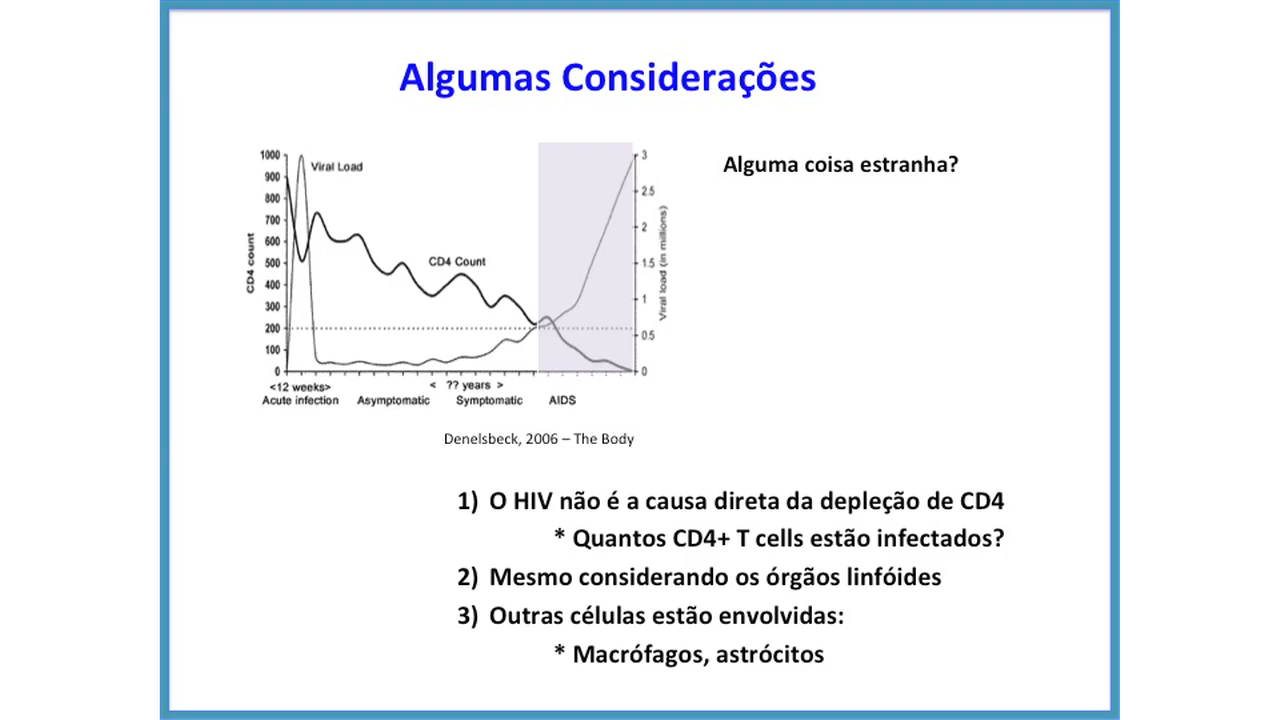 Algumas Considerações
Alguma coisa estranha?
Viral Load
CD4 Count
CD4 count
1000
900
800
700
600
500
400
300
200
100
0
3
2.5
2
1.5
1
0.5
0
Viral load (in millions)
<12 weeks>
< ?? years >
Acute infection Asymptomatic Symptomatic AIDS
Denelsbeck, 2006 – The Body
1) O HIV não é a causa direta da depleção de CD4
* Quantos CD4+ T cells estão infectados?
2) Mesmo considerando os órgãos linfóides
3) Outras células estão envolvidas:
* Macrófagos, astrócitos